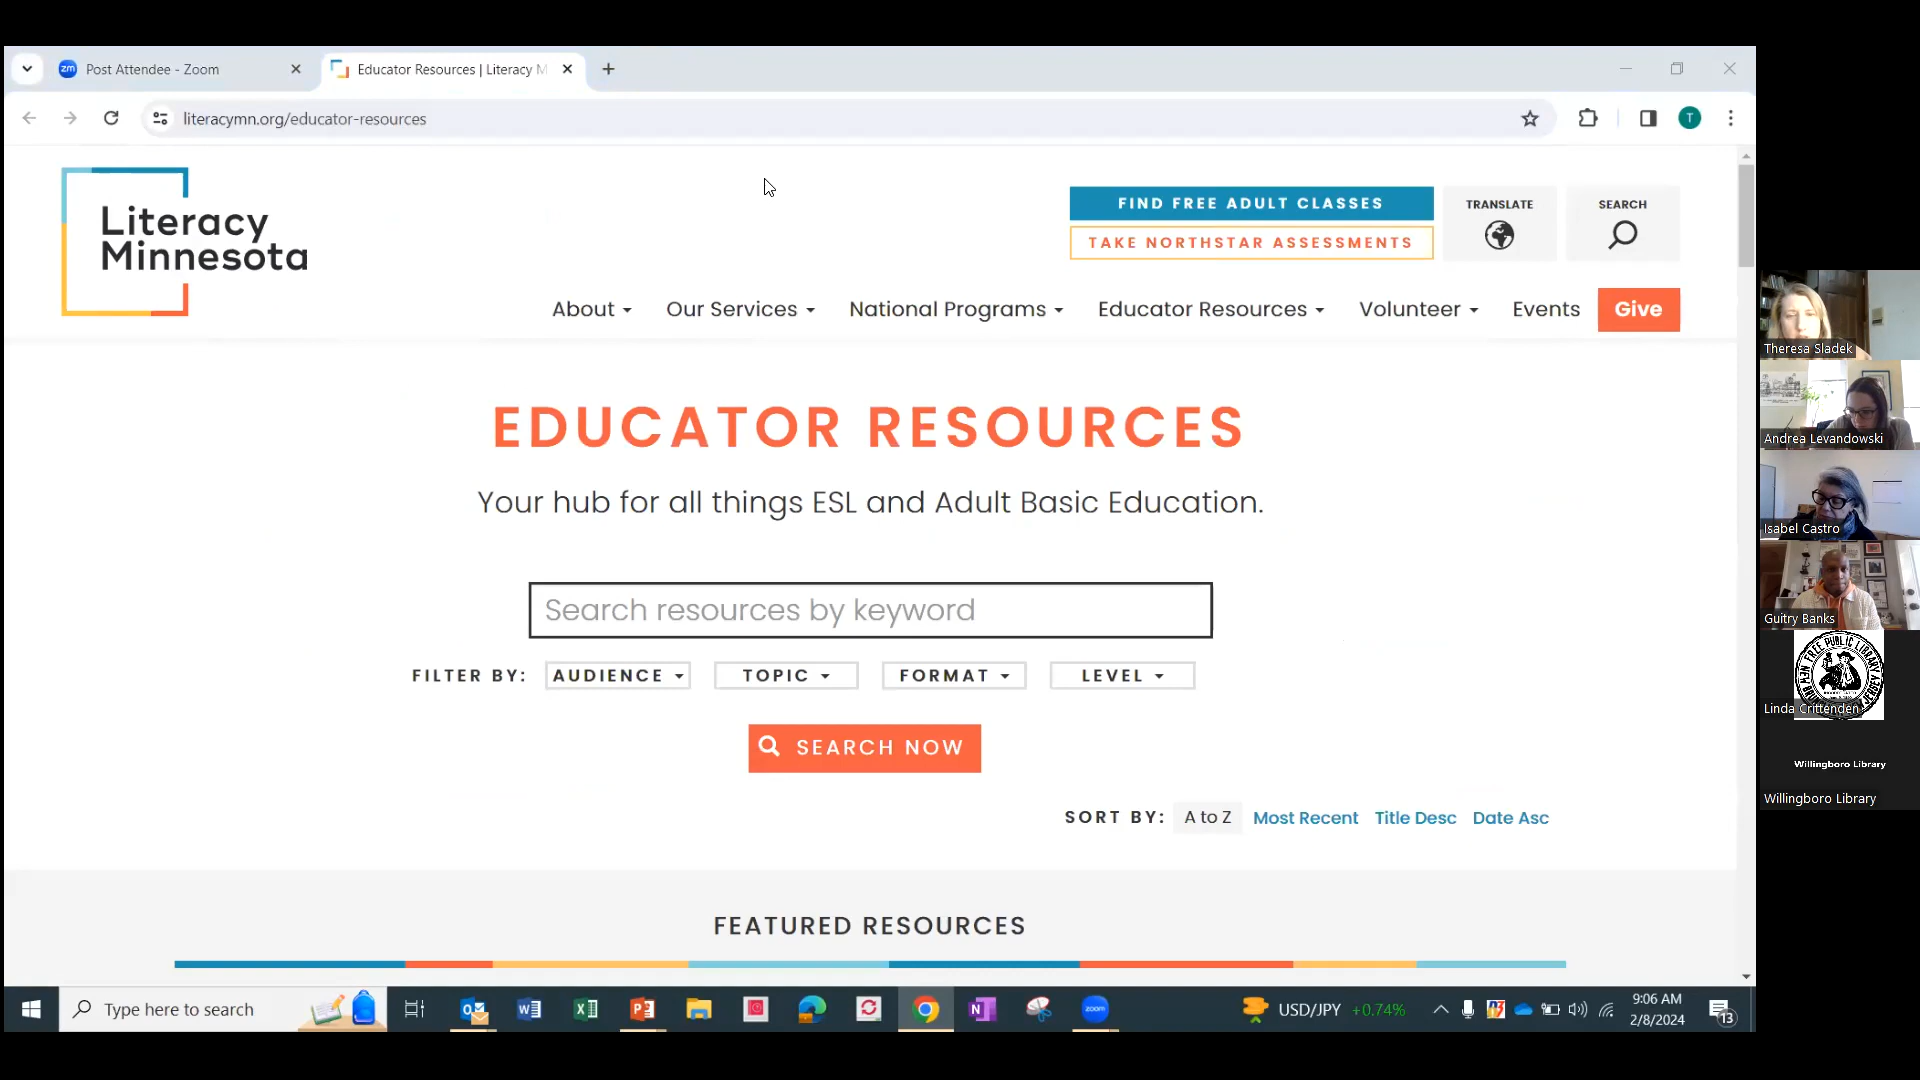 Post Attendee - Zoom
Educator Resources | Literacy M
literacymn.org/educator-resources
T
Literacy
Minnesota
FIND FREE ADULT CLASSES
TAKE NORTHSTAR ASSESSMENTS
TRANSLATE
SEARCH
About
Our Services
National Programs
Educator Resources
Volunteer
Events
Give
EDUCATOR RESOURCES
Your hub for all things ESL and Adult Basic Education.
Search resources by keyword
FILTER BY:
AUDIENCE
TOPIC
FORMAT
LEVEL
SEARCH NOW
SORT BY:
A to Z
Most Recent
Title Desc
Date Asc
FEATURED RESOURCES
Type here to search
zoom
USD/JPY +0.74%
9:06 AM
2/8/2024
13
Theresa Sladek
Andrea Levandowski
Isabel Castro
Guitry Banks
Linda Crittenden
Willingboro Library
Willingboro Library